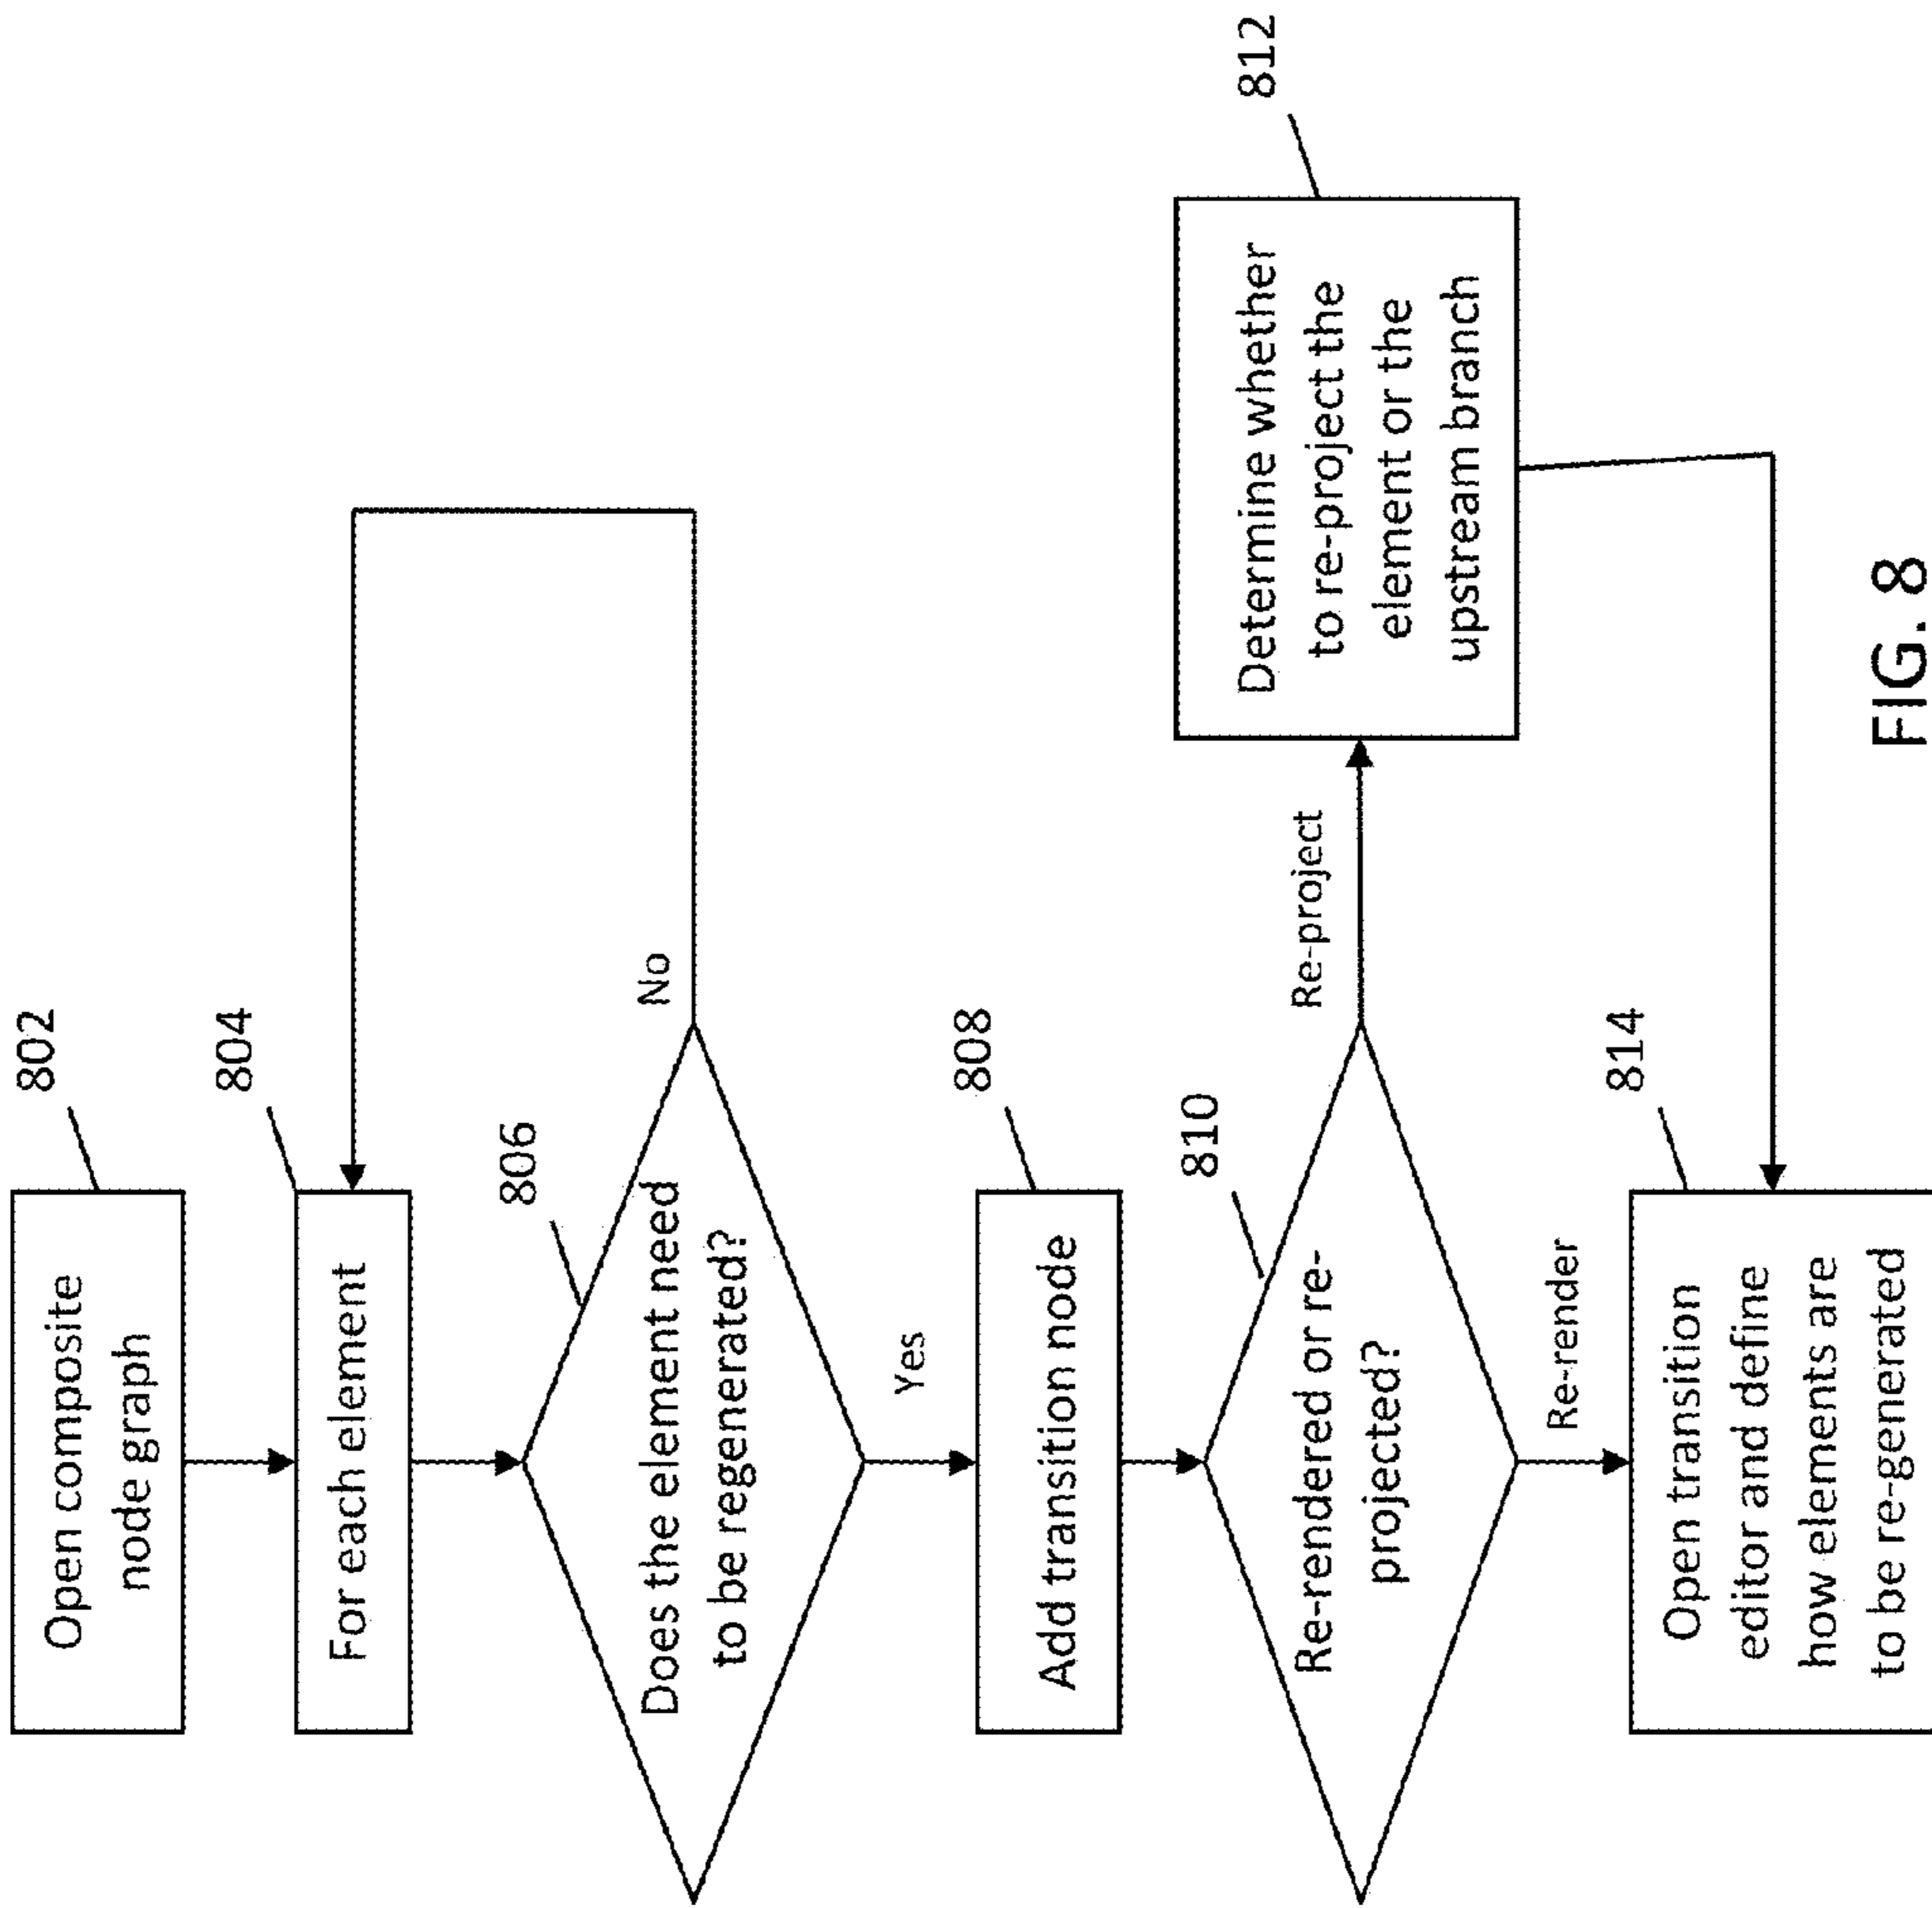 802
Open composite
node graph
804
For each element
806
Does the element need
to be regenerated?
No
Yes
808
Add transition node
810
Re-rendered or re-
projected?
Re-project
812
Determine whether
to re-project the
element or the
upstream branch
Re-render
814
Open transition
editor and define
how elements are
to be re-generated
FIG. 8